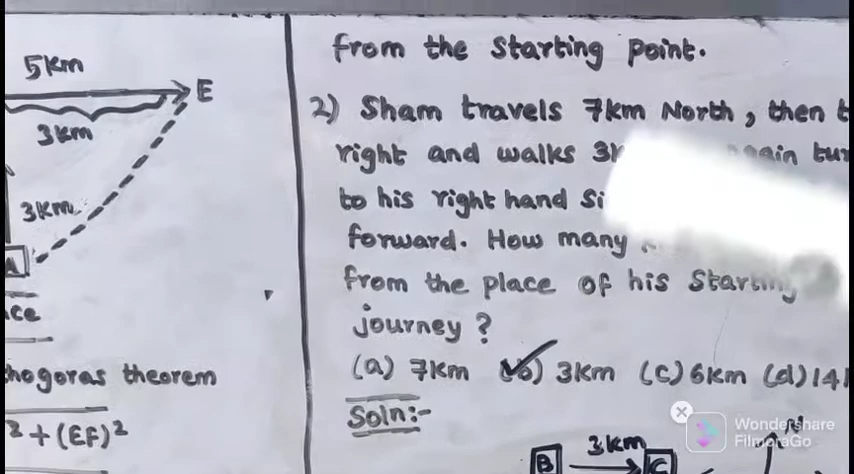 5km
E
3km
3km
A
ce
hogoras theorem
² + (EF)²
from the starting point.
2) Sham travels 7km North, then
right and walks
to his right hand
forward. How many
from the place of his Starting
journey?
(a) 7km (b) 3km (c) 6km (d) 14
Soln:-
3km
B
C
N
Wondershare
FilmoraGo